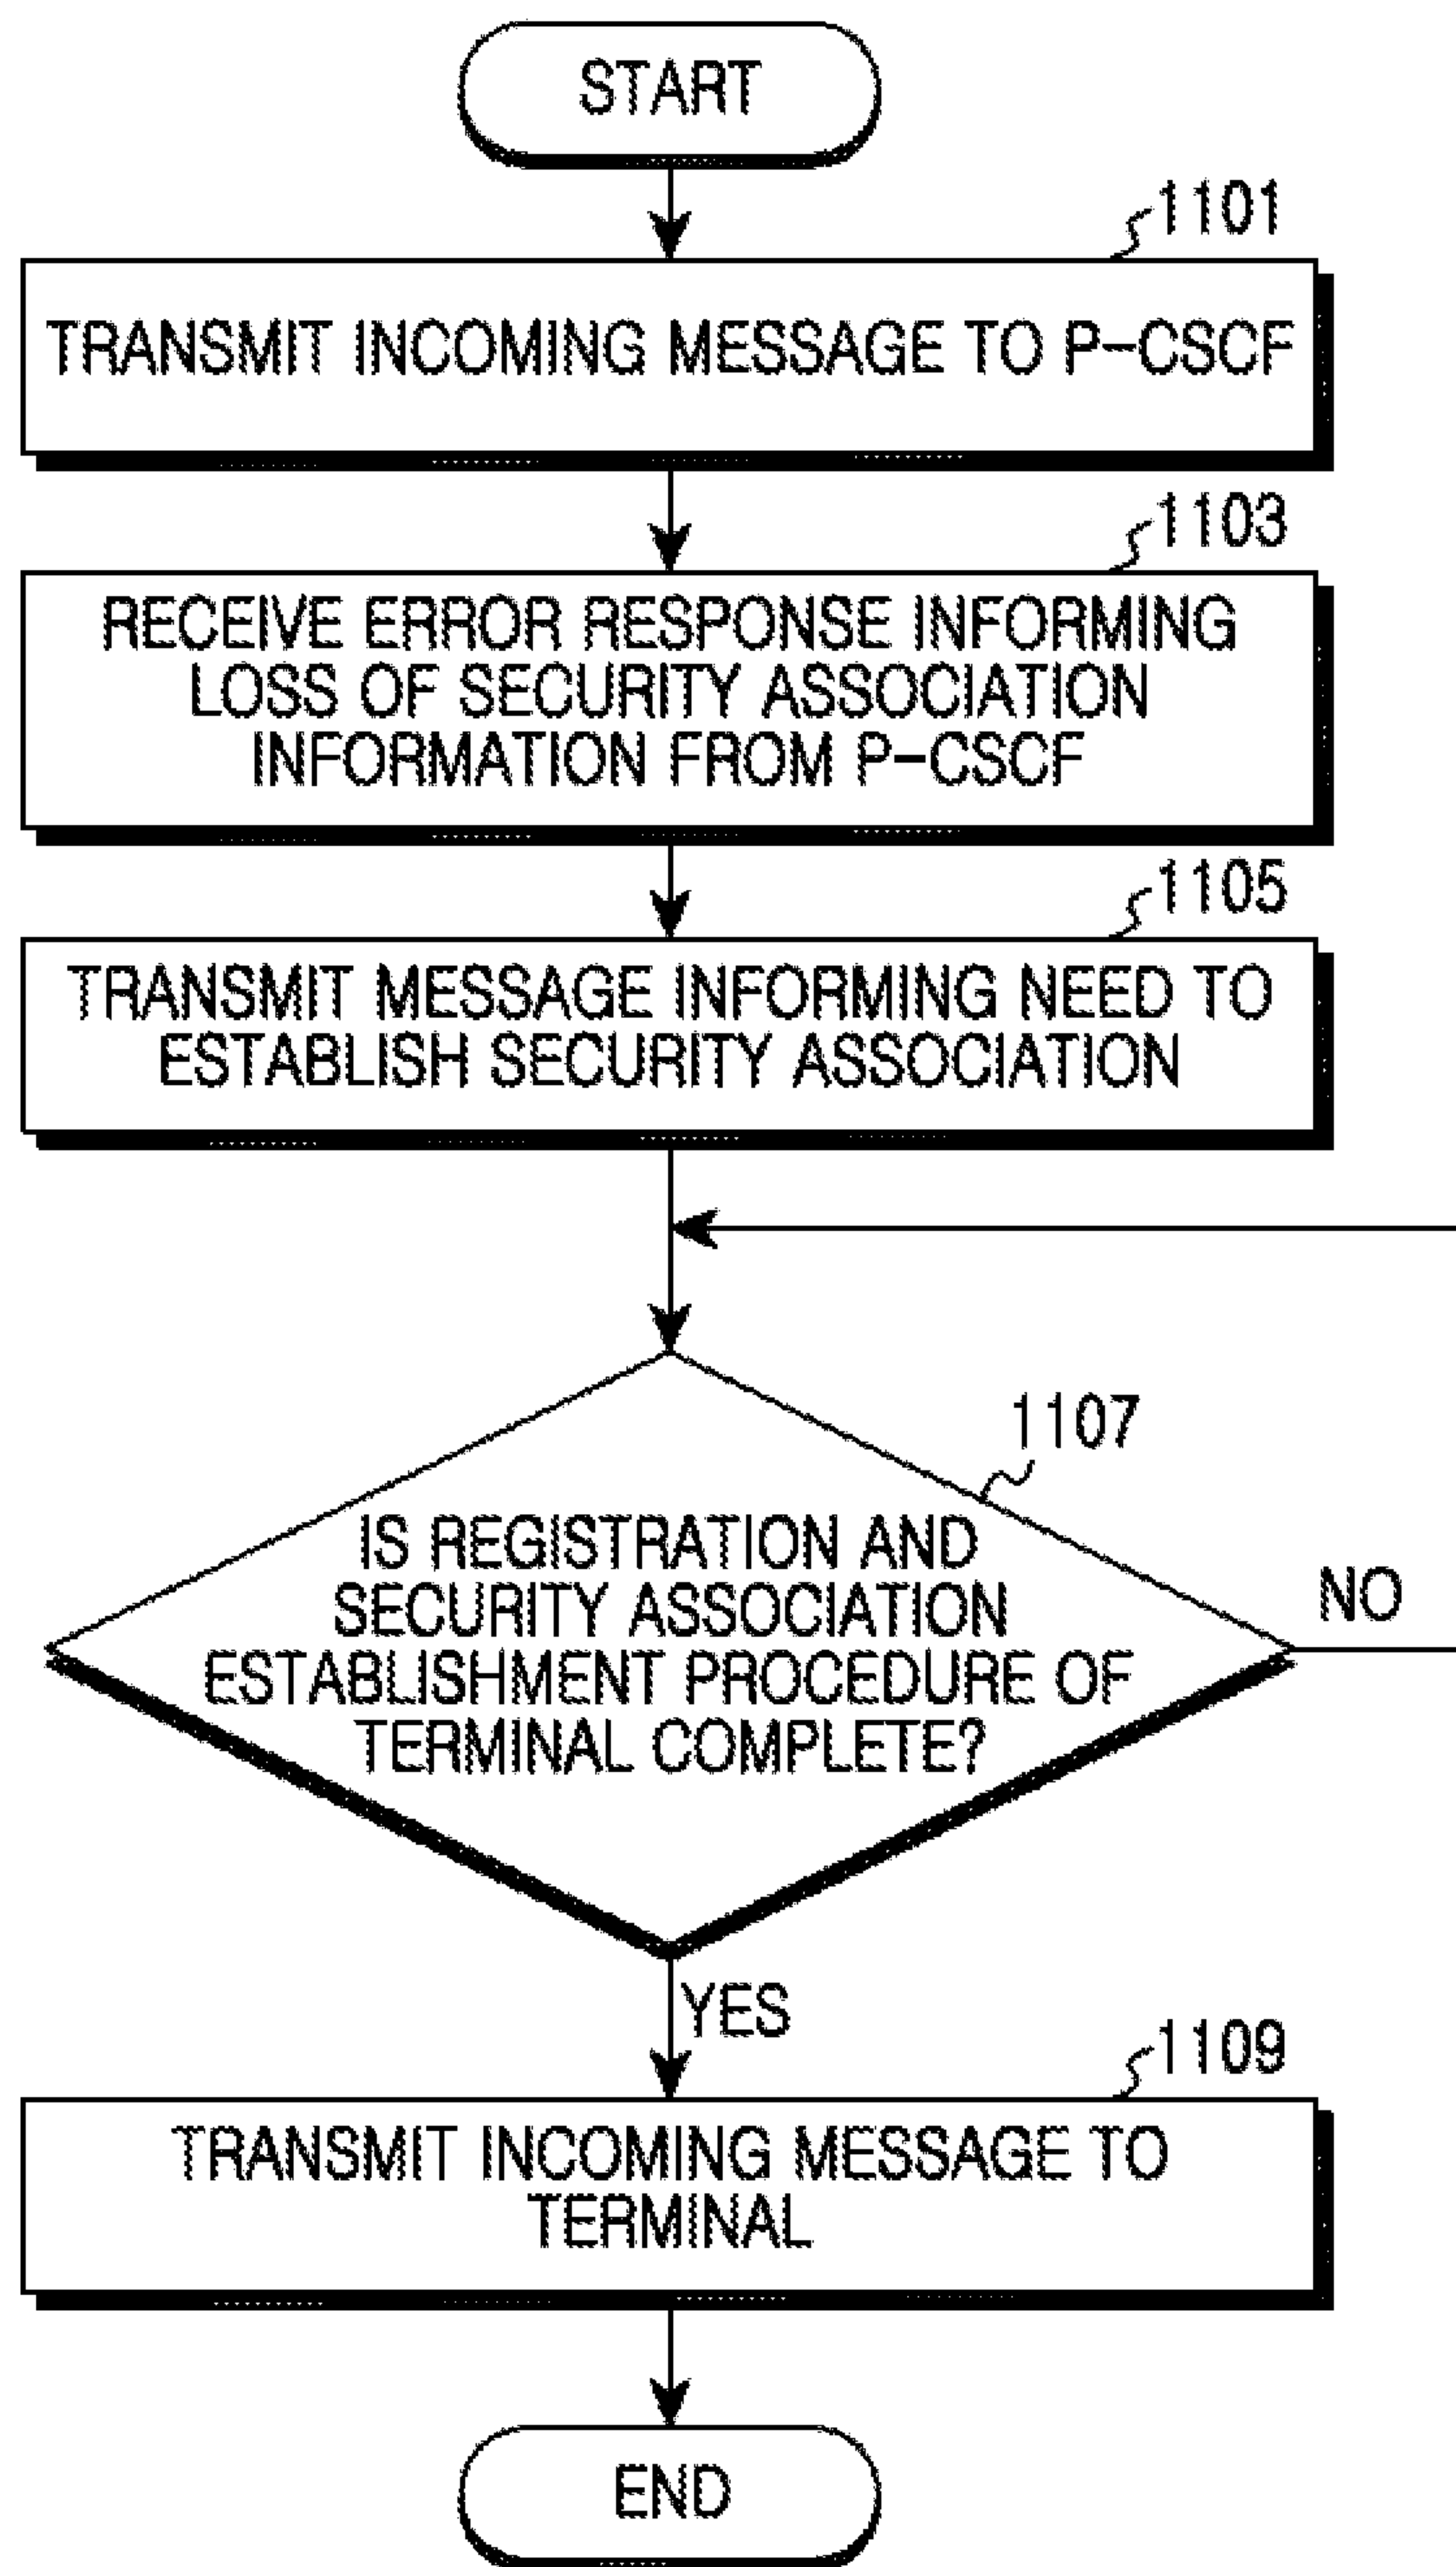 START
1101
TRANSMIT INCOMING MESSAGE TO P-CSCF
1103
RECEIVE ERROR RESPONSE INFORMING
LOSS OF SECURITY ASSOCIATION
INFORMATION FROM P-CSCF
1105
TRANSMIT MESSAGE INFORMING NEED TO
ESTABLISH SECURITY ASSOCIATION
1107
IS REGISTRATION AND
SECURITY ASSOCIATION
ESTABLISHMENT PROCEDURE OF
TERMINAL COMPLETE?
NO
YES
1109
TRANSMIT INCOMING MESSAGE TO
TERMINAL
END